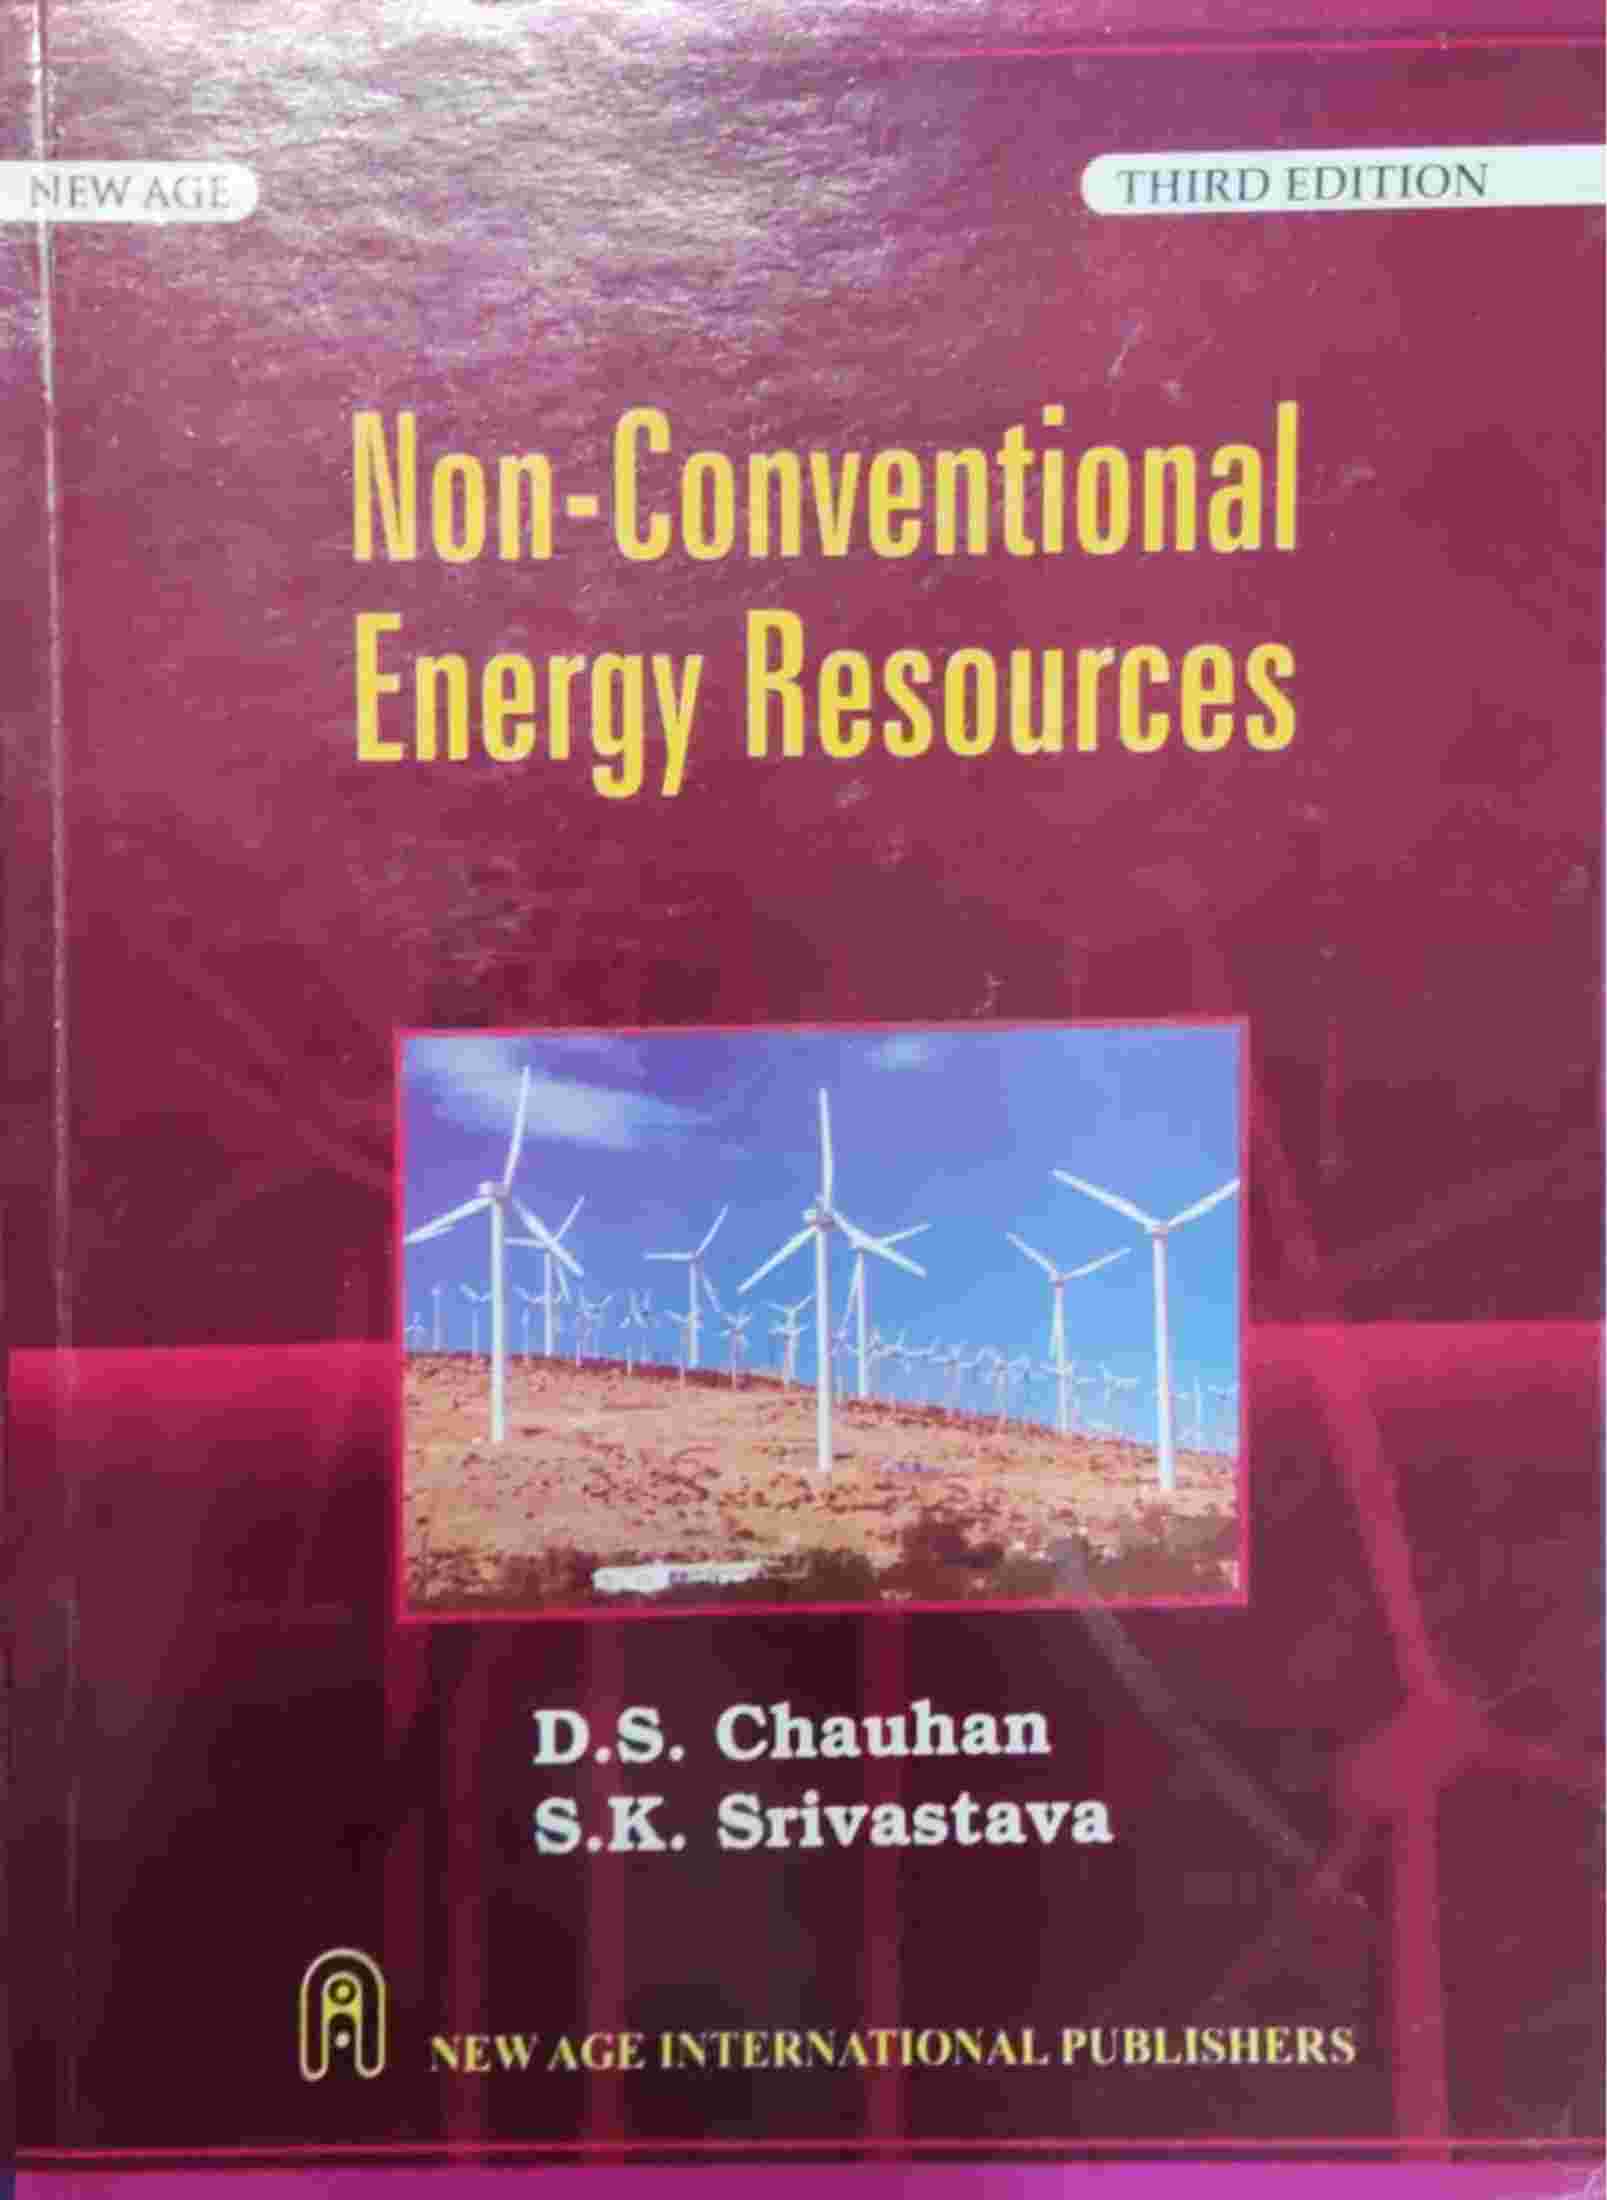 NEW AGE
THIRD EDITION
Non-Conventional
Energy Resources
D.S. Chauhan
S.K. Srivastava
NEW AGE INTERNATIONAL PUBLISHERS